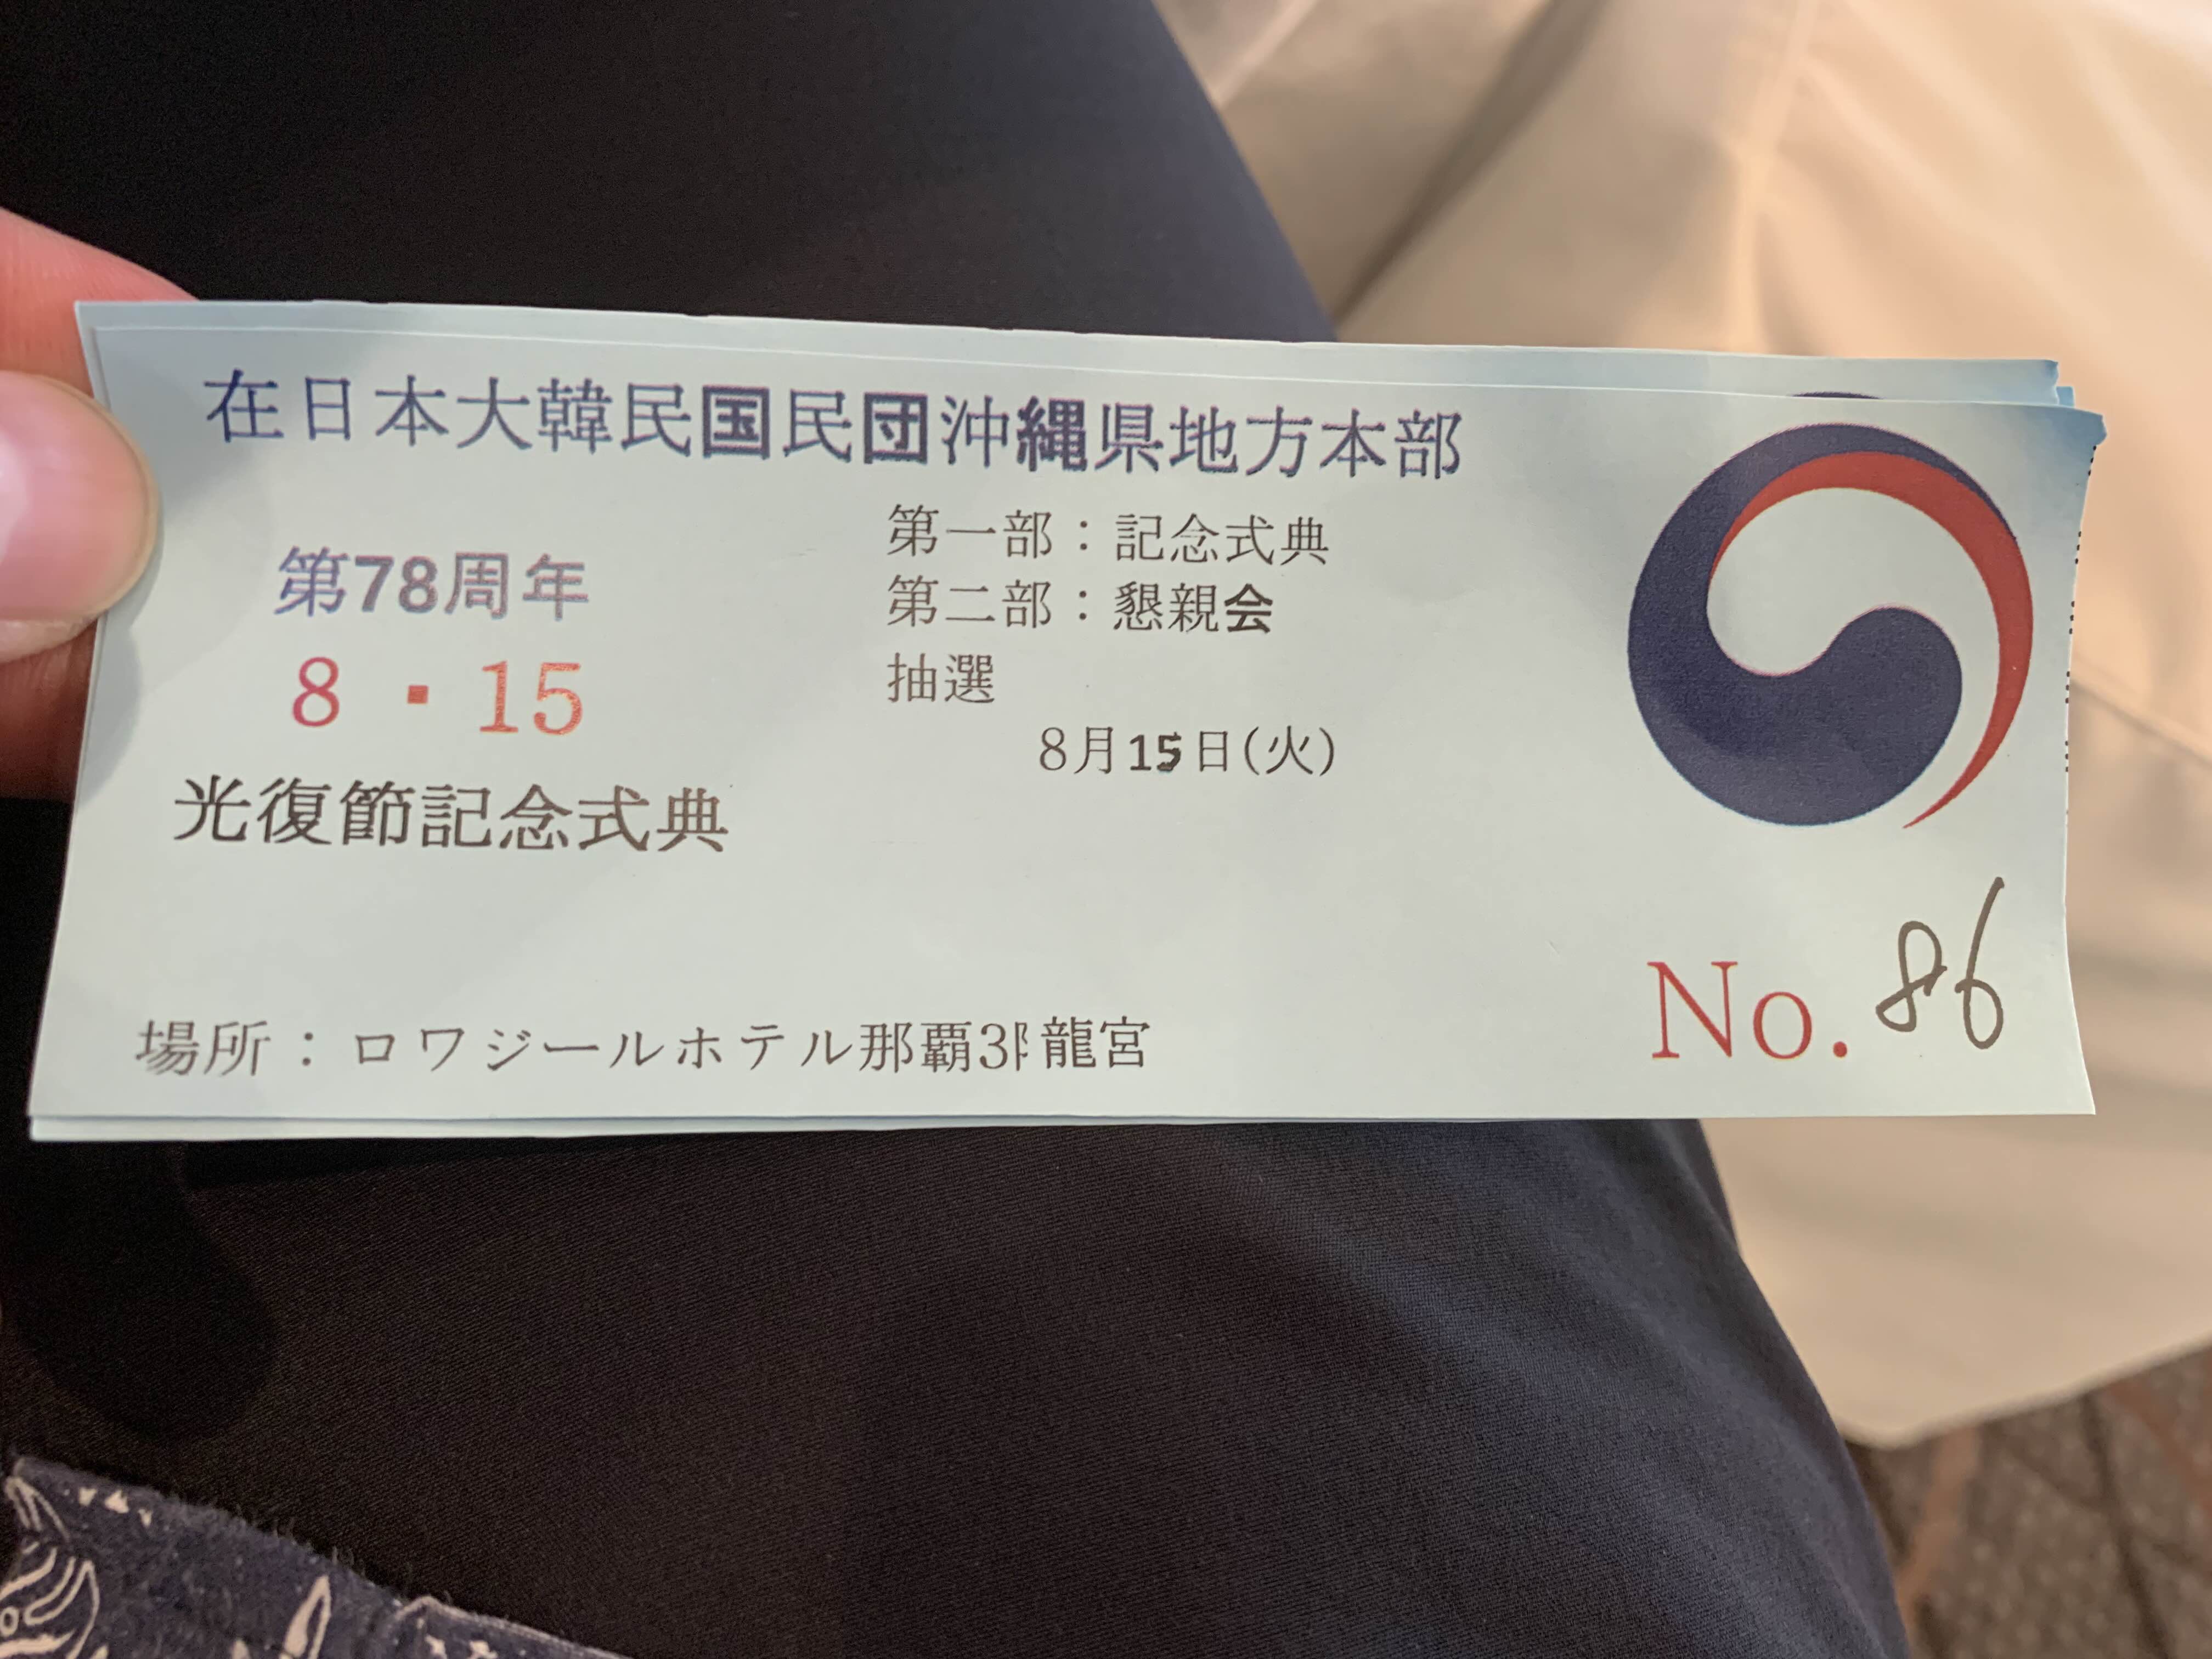 在日本大韓民国民団沖縄県地方本部
第78周年
8・15
光復節記念式典
第一部：記念式典
第二部：懇親会
抽選
8月15日(火)
場所：ロワジールホテル那覇3階龍宮
No. 86